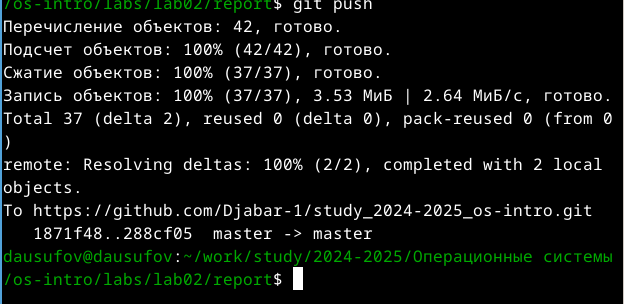 /os-intro/labs/lab02/report$ git push
Перечисление объектов: 42, готово.
Подсчет объектов: 100% (42/42), готово.
Сжатие объектов: 100% (37/37), готово.
Запись объектов: 100% (37/37), 3.53 МиБ | 2.64 МиБ/с, готово.
Total 37 (delta 2), reused 0 (delta 0), pack-reused 0 (from 0
)
remote: Resolving deltas: 100% (2/2), completed with 2 local
objects.
To https://github.com/Djabar-1/study_2024-2025_os-intro.git
   1871f48..288cf05  master -> master
dausufov@dausufov:~/work/study/2024-2025/Операционные системы
/os-intro/labs/lab02/report$